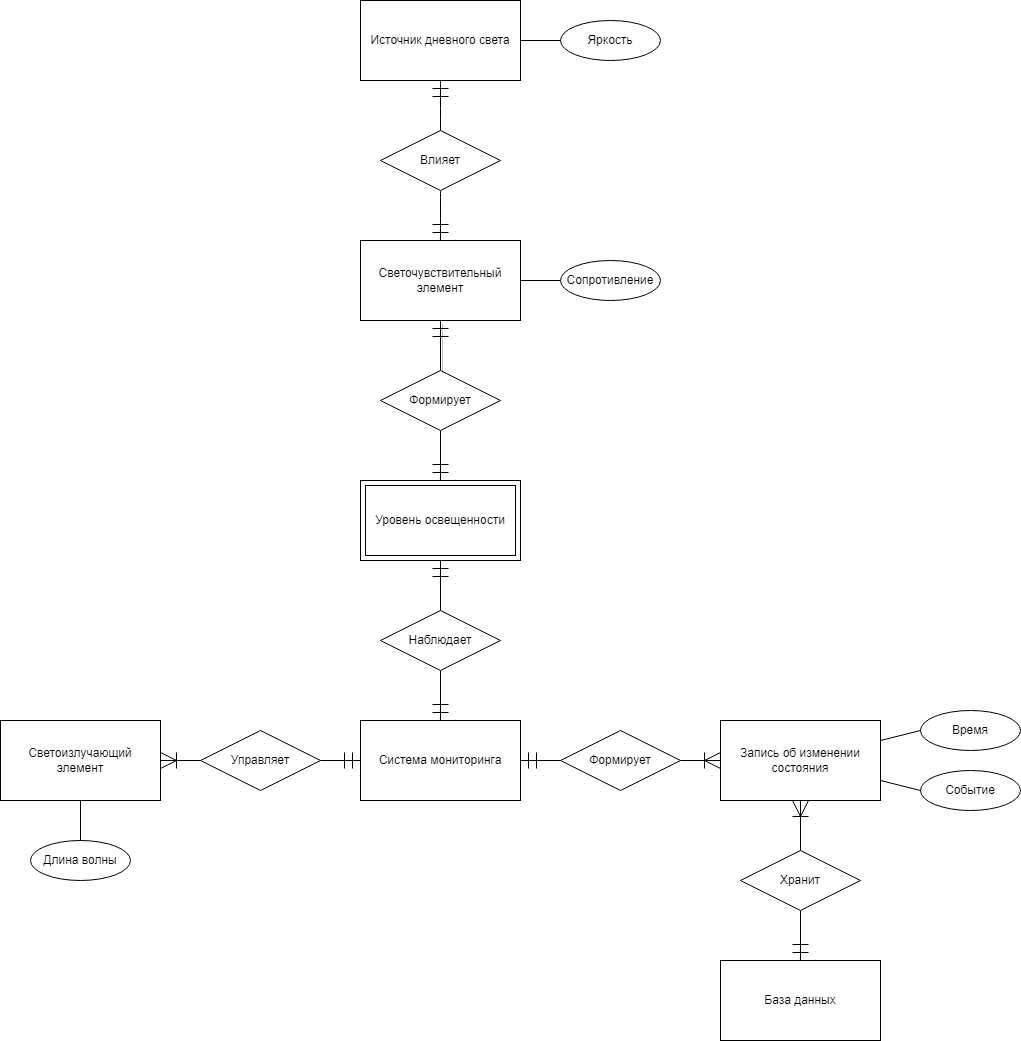 Источник дневного света
Яркость
Влияет
Светочувствительный
элемент
Сопротивление
Формирует
Уровень освещенности
Наблюдает
Светоизлучающий
элемент
Управляет
Система мониторинга
Формирует
Запись об изменении
состояния
Время
Событие
Длина волны
Хранит
База данных